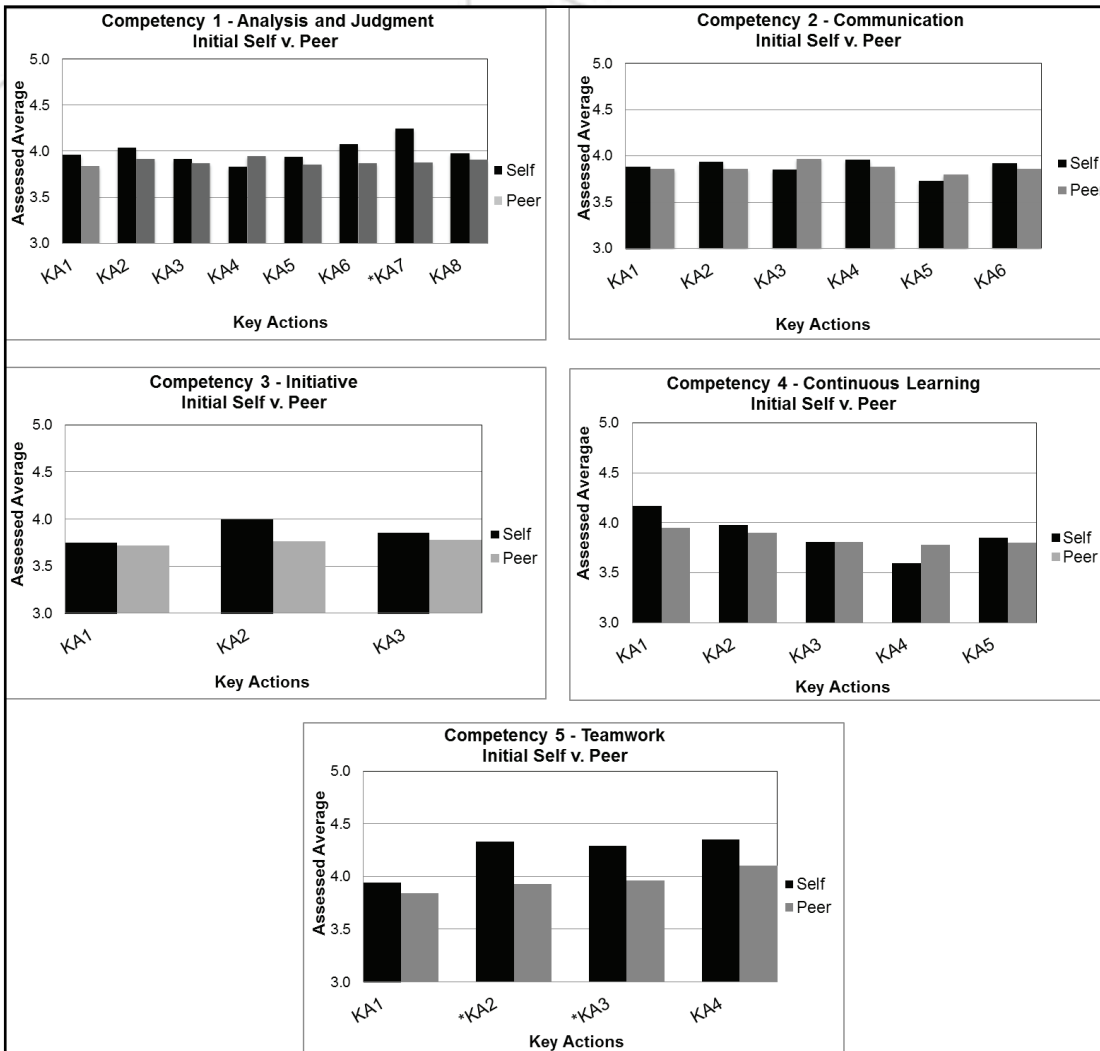 Competency 1 - Analysis and Judgment
Initial Self v. Peer
Assessed Average
5.0
4.5
4.0
3.5
3.0
Self
Peer
KA1
KA2
KA3
KA4
KA5
KA6
*KA7
KA8
Key Actions
Competency 2 - Communication
Initial Self v. Peer
Assessed Average
5.0
4.5
4.0
3.5
3.0
Self
Peer
KA1
KA2
KA3
KA4
KA5
KA6
Key Actions
Competency 3 - Initiative
Initial Self v. Peer
Assessed Average
5.0
4.5
4.0
3.5
3.0
Self
Peer
KA1
KA2
KA3
Key Actions
Competency 4 - Continuous Learning
Initial Self v. Peer
Assessed Averagae
5.0
4.5
4.0
3.5
3.0
Self
Peer
KA1
KA2
KA3
KA4
KA5
Key Actions
Competency 5 - Teamwork
Initial Self v. Peer
Assessed Average
5.0
4.5
4.0
3.5
3.0
Self
Peer
KA1
*KA2
*KA3
KA4
Key Actions